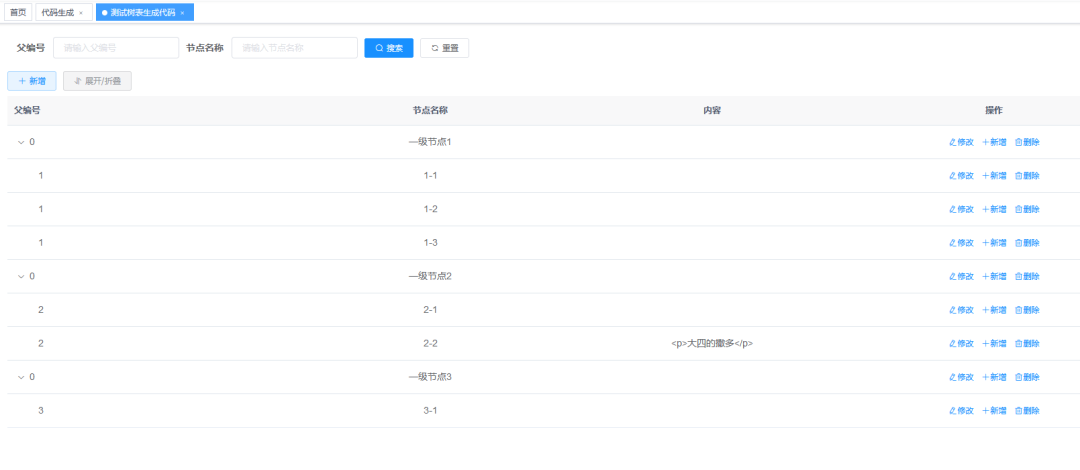 首页 代码生成 × 测试树表生成代码 ×
父编号 请输入父编号 节点名称 请输入节点名称 搜索 重置
新增 展开/折叠
父编号 节点名称 内容 操作
0 一级节点1 修改 新增 删除
1 1-1 修改 新增 删除
1 1-2 修改 新增 删除
1 1-3 修改 新增 删除
0 一级节点2 修改 新增 删除
2 2-1 修改 新增 删除
2 2-2 <p>大四的撒多</p> 修改 新增 删除
0 一级节点3 修改 新增 删除
3 3-1 修改 新增 删除